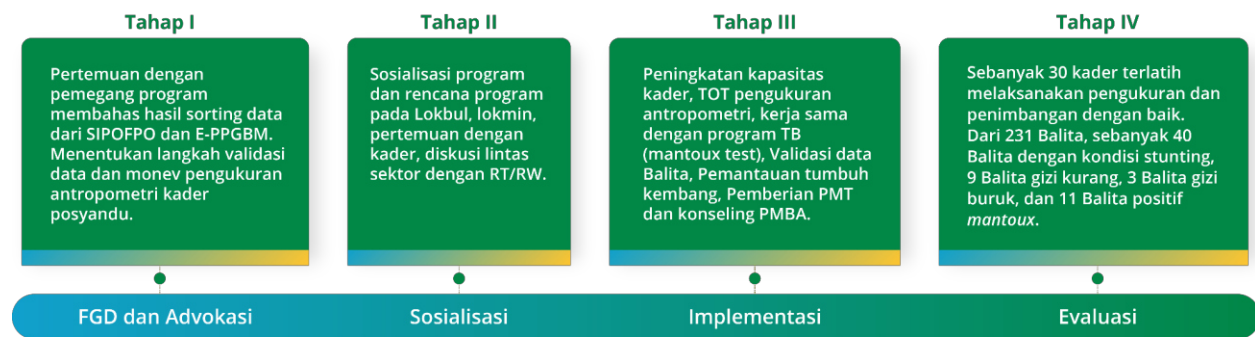 Tahap I
Pertemuan dengan
pemegang program
membahas hasil sorting data
dari SIPOFPO dan E-PPGBM.
Menentukan langkah validasi
data dan monev pengukuran
antropometri kader
posyandu.
FGD dan Advokasi
Tahap II
Sosialisasi program
dan rencana program
pada Lokbul, lokmin,
pertemuan dengan
kader, diskusi lintas
sektor dengan RT/RW.
Sosialisasi
Tahap III
Peningkatan kapasitas
kader, TOT pengukuran
antropometri, kerja sama
dengan program TB
(mantoux test), Validasi data
Balita, Pemantauan tumbuh
kembang, Pemberian PMT
dan konseling PMBA.
Implementasi
Tahap IV
Sebanyak 30 kader terlatih
melaksanakan pengukuran dan
penimbangan dengan baik.
Dari 231 Balita, sebanyak 40
Balita dengan kondisi stunting,
9 Balita gizi kurang, 3 Balita gizi
buruk, dan 11 Balita positif
mantoux.
Evaluasi